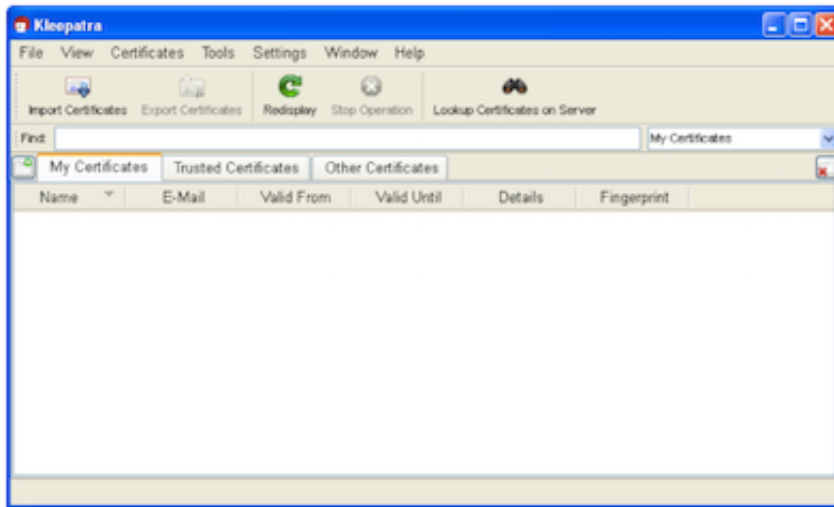 Kleopatra
File View Certificates Tools Settings Window Help
Import Certificates Export Certificates Redisplay Stop Operation Lookup Certificates on Server
Find: My Certificates
My Certificates Trusted Certificates Other Certificates
Name E-Mail Valid From Valid Until Details Fingerprint